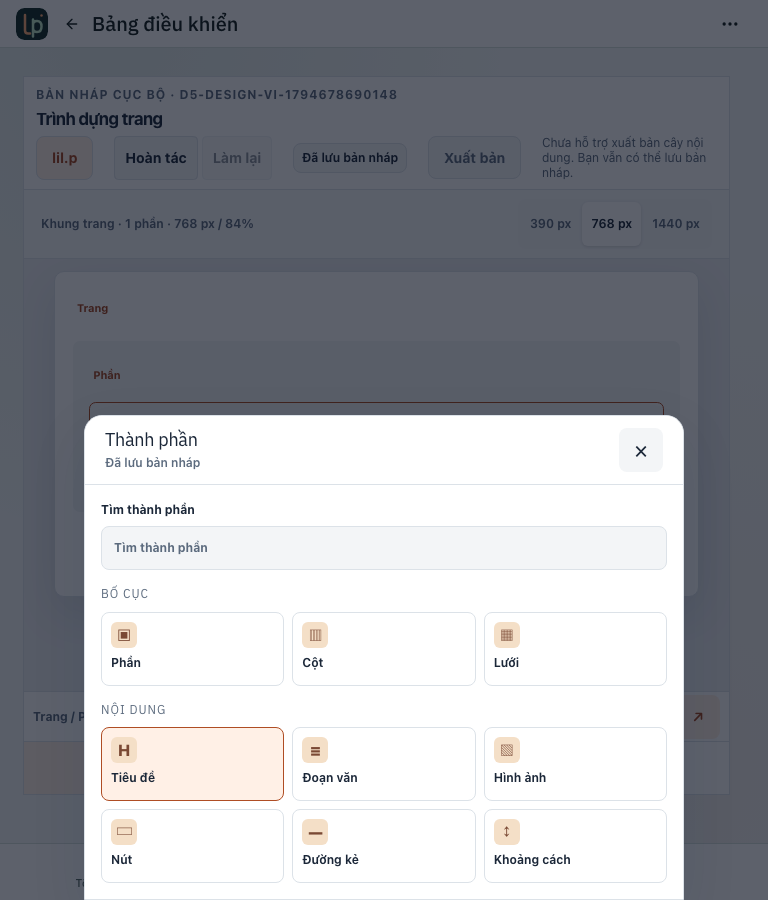 lp
Bảng điều khiển
BẢN NHÁP CỤC BỘ · D5-DESIGN-VI-1794678690148
Trình dựng trang
lil.p
Hoàn tác
Làm lại
Đã lưu bản nháp
Xuất bản
Chưa hỗ trợ xuất bản cây nội
dung. Bạn vẫn có thể lưu bản
nháp.
Khung trang · 1 phần · 768 px / 84%
390 px
768 px
1440 px
Trang
Phần
Thành phần
Đã lưu bản nháp
Tìm thành phần
Tìm thành phần
BỐ CỤC
Phần
Cột
Lưới
Trang / P
NỘI DUNG
H
Tiêu đề
Đoạn văn
Hình ảnh
Nút
Đường kẻ
Khoảng cách